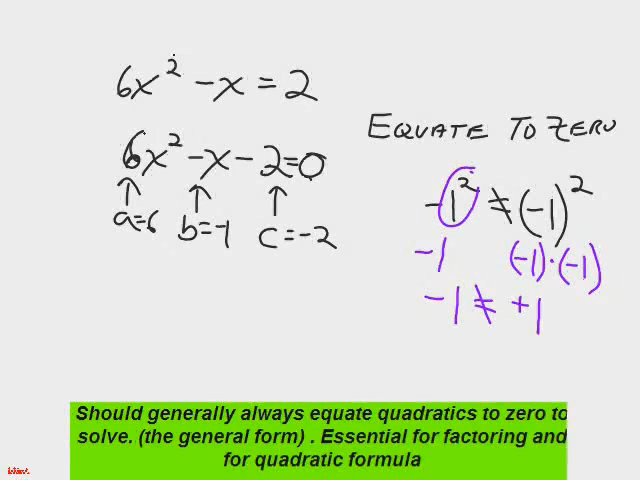 6x² - x = 2
EQUATE TO ZERO
6x² - x - 2 = 0
a=6 b=-1 c=-2
-1² ≠ (-1)²
-1 (-1)·(-1)
-1 ≠ +1
Should generally always equate quadratics to zero to
solve. (the general form) . Essential for factoring and
for quadratic formula